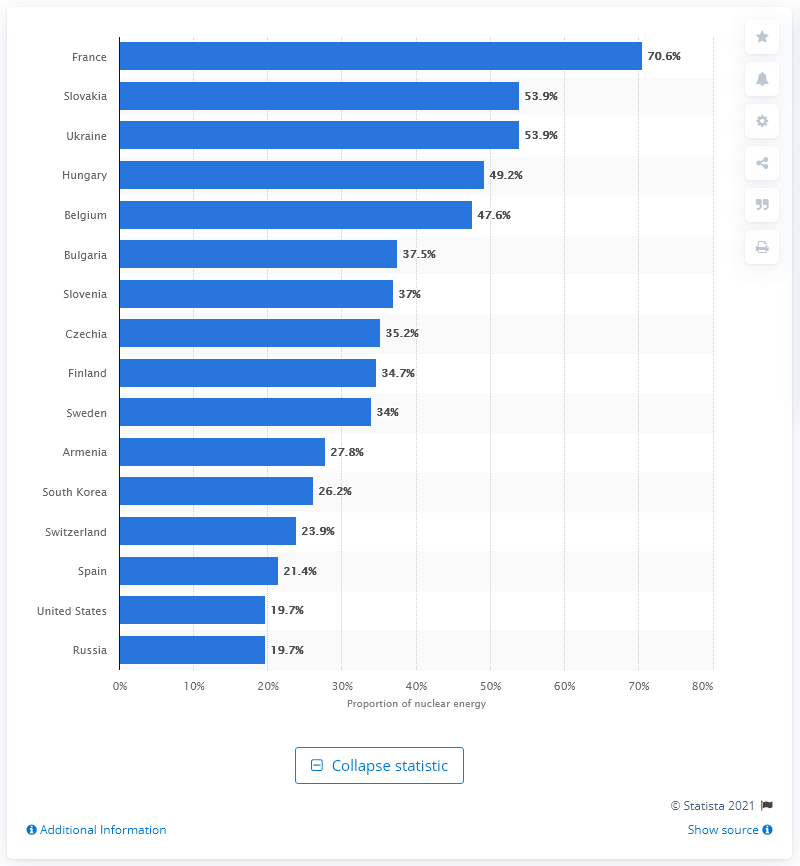 France 70.6%
Slovakia 53.9%
Ukraine 53.9%
Hungary 49.2%
Belgium 47.6%
Bulgaria 37.5%
Slovenia 37%
Czechia 35.2%
Finland 34.7%
Sweden 34%
Armenia 27.8%
South Korea 26.2%
Switzerland 23.9%
Spain 21.4%
United States 19.7%
Russia 19.7%
0% 10% 20% 30% 40% 50% 60% 70% 80%
Proportion of nuclear energy
Collapse statistic
© Statista 2021
Additional Information Show source